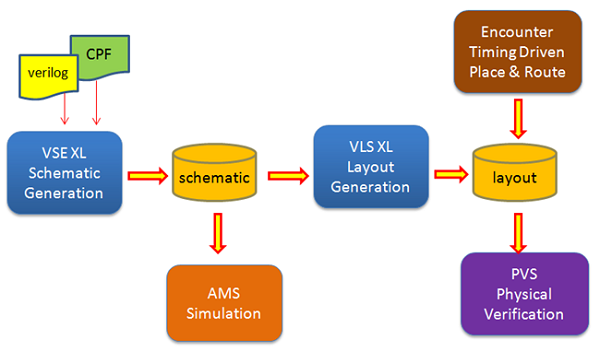 CPF
verilog
Encounter
Timing Driven
Place & Route
VSE XL
Schematic
Generation
schematic
VLS XL
Layout
Generation
layout
AMS
Simulation
PVS
Physical
Verification